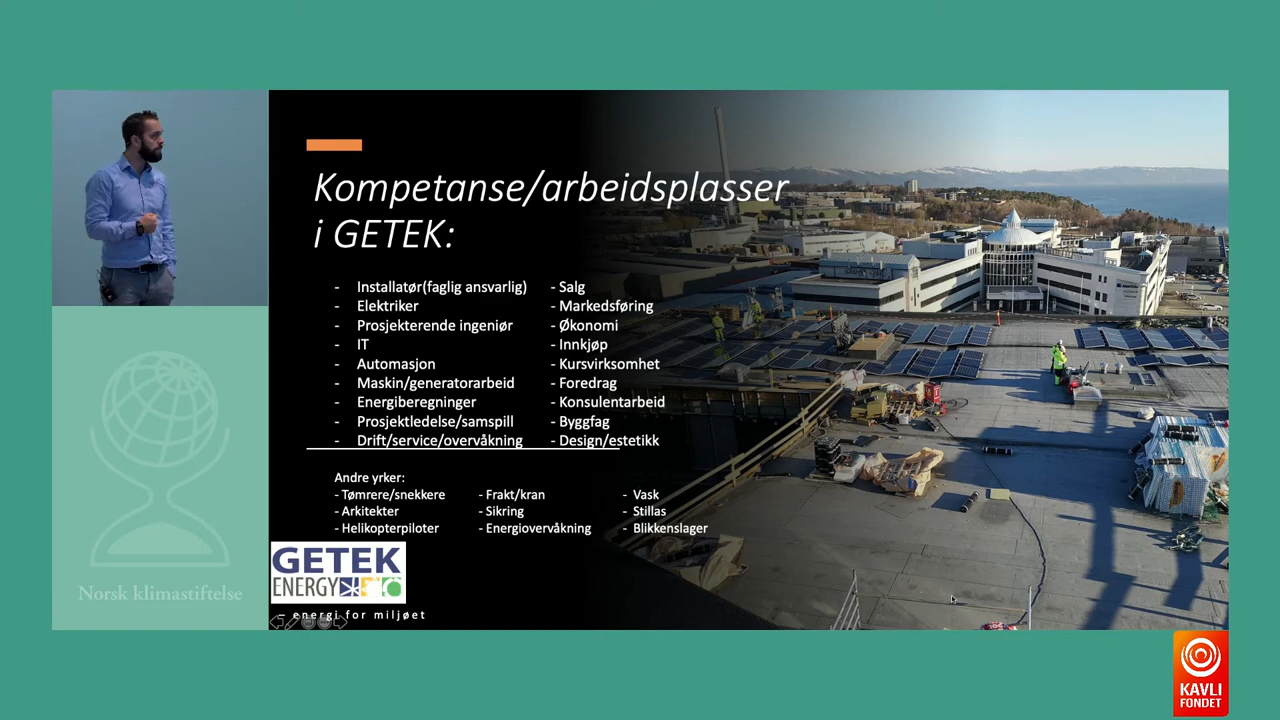 Kompetanse/arbeidsplasser
i GETEK:
- Installatør(faglig ansvarlig)
- Elektriker
- Prosjekterende ingeniør
- IT
- Automasjon
- Maskin/generatorarbeid
- Energiberegninger
- Prosjektledelse/samspill
- Drift/service/overvåkning
- Salg
- Markedsføring
- Økonomi
- Innkjøp
- Kursvirksomhet
- Foredrag
- Konsulentarbeid
- Byggfag
- Design/estetikk
Andre yrker:
- Tømrere/snekkere
- Arkitekter
- Helikopterpiloter
- Frakt/kran
- Sikring
- Energiovervåkning
- Vask
- Stillas
- Blikkenslager
GETEK
ENERGY
– energi for miljøet
Norsk klimastiftelse
KAVLI
FONDET